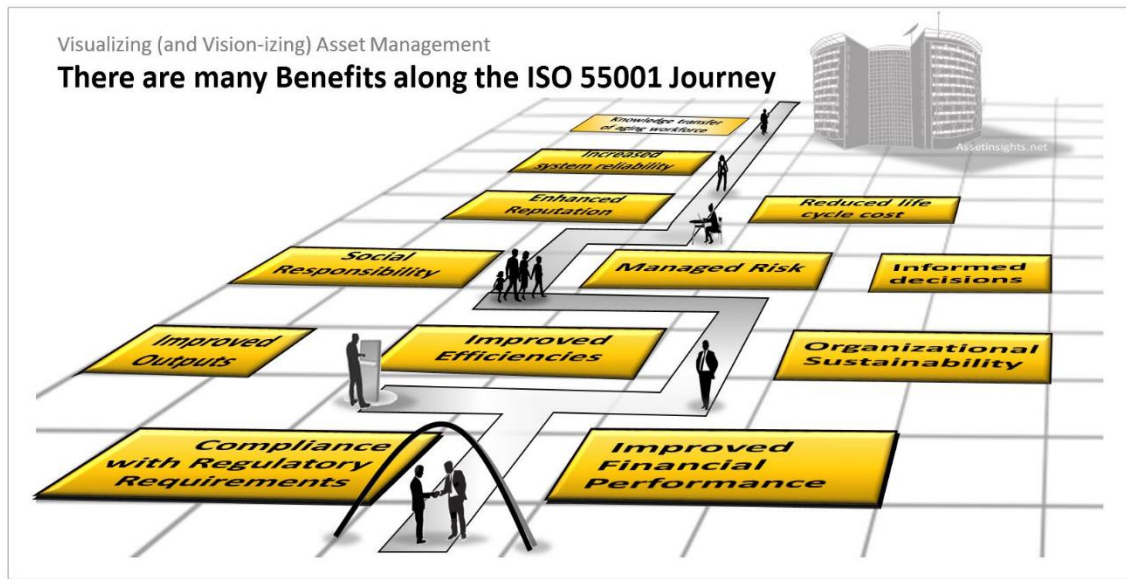 Visualizing (and Vision-izing) Asset Management
There are many Benefits along the ISO 55001 Journey
Knowledge transfer
of aging workforce
Assetinsights.net
Increased
system reliability
Enhanced
Reputation
Reduced life
cycle cost
Social
Responsibility
Managed Risk
Informed
decisions
Improved
Outputs
Improved
Efficiencies
Organizational
Sustainability
Compliance
with Regulatory
Requirements
Improved
Financial
Performance